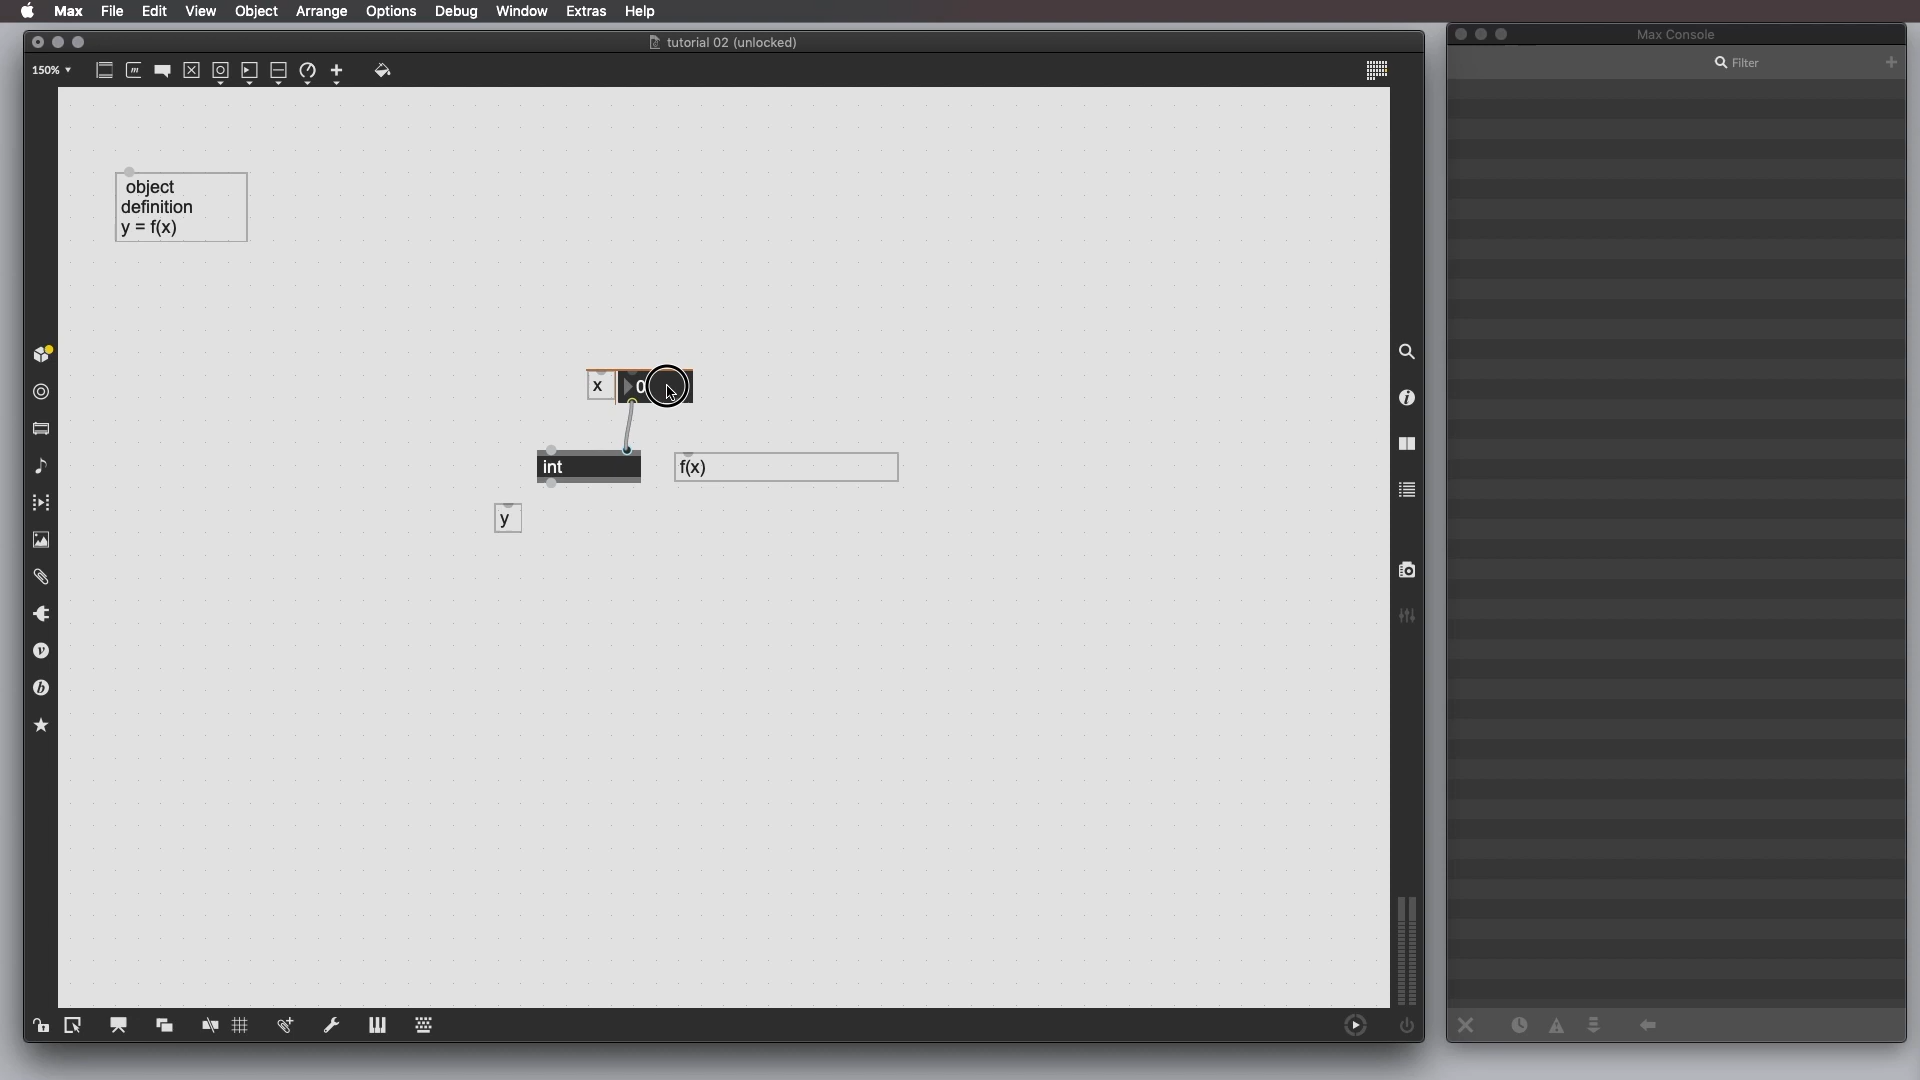 Max File Edit View Object Arrange Options Debug Window Extras Help
tutorial 02 (unlocked)
Max Console
150%
Filter
object
definition
y = f(x)
x
0
int
f(x)
y